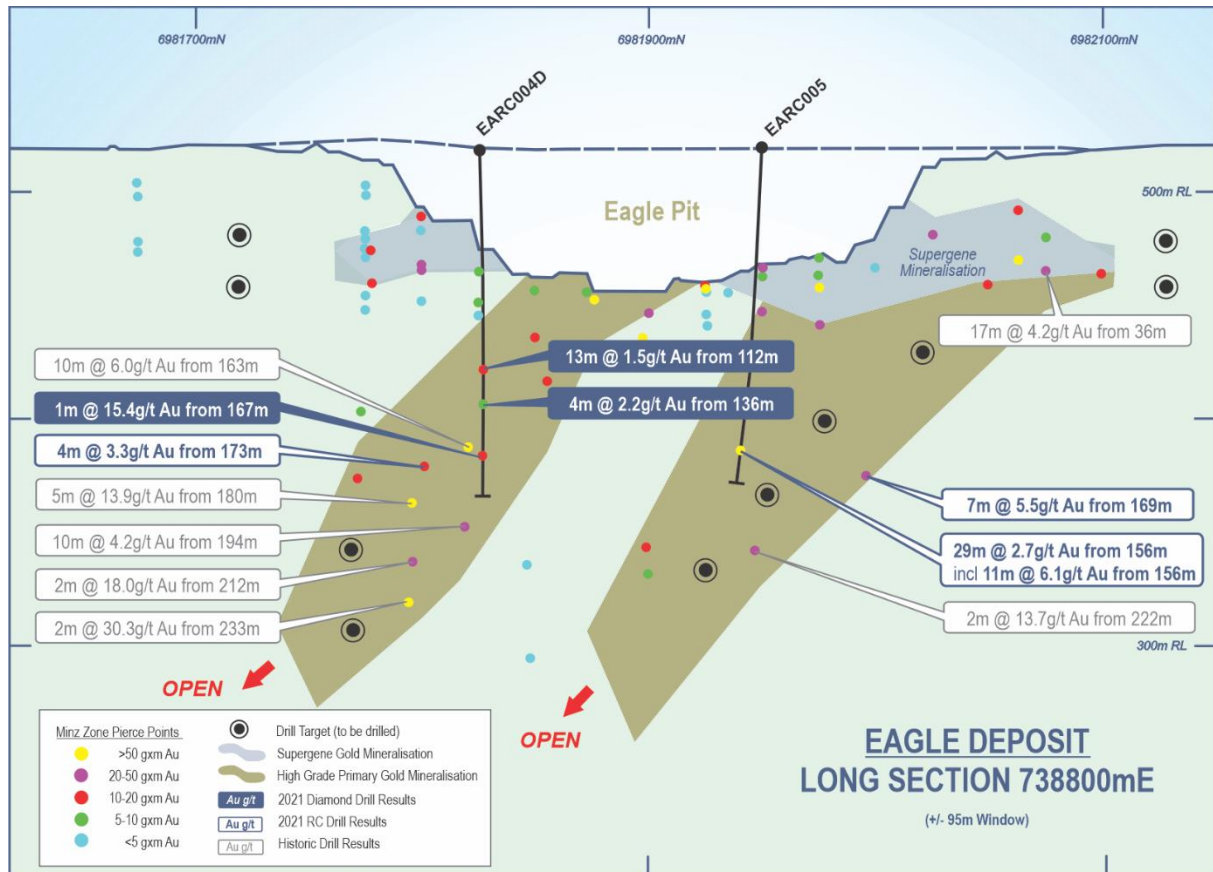 6981700mN
6981900mN
6982100mN
EARC004D
EARC005
500m RL
Eagle Pit
Supergene
Mineralisation
17m @ 4.2g/t Au from 36m
10m @ 6.0g/t Au from 163m
13m @ 1.5g/t Au from 112m
1m @ 15.4g/t Au from 167m
4m @ 2.2g/t Au from 136m
4m @ 3.3g/t Au from 173m
5m @ 13.9g/t Au from 180m
7m @ 5.5g/t Au from 169m
10m @ 4.2g/t Au from 194m
29m @ 2.7g/t Au from 156m
incl 11m @ 6.1g/t Au from 156m
2m @ 18.0g/t Au from 212m
2m @ 13.7g/t Au from 222m
2m @ 30.3g/t Au from 233m
300m RL
OPEN
OPEN
Minz Zone Pierce Points
>50 gxm Au
20-50 gxm Au
10-20 gxm Au
5-10 gxm Au
<5 gxm Au
Drill Target (to be drilled)
Supergene Gold Mineralisation
High Grade Primary Gold Mineralisation
Au g/t 2021 Diamond Drill Results
Au g/t 2021 RC Drill Results
Au g/t Historic Drill Results
EAGLE DEPOSIT
LONG SECTION 738800mE
(+/- 95m Window)